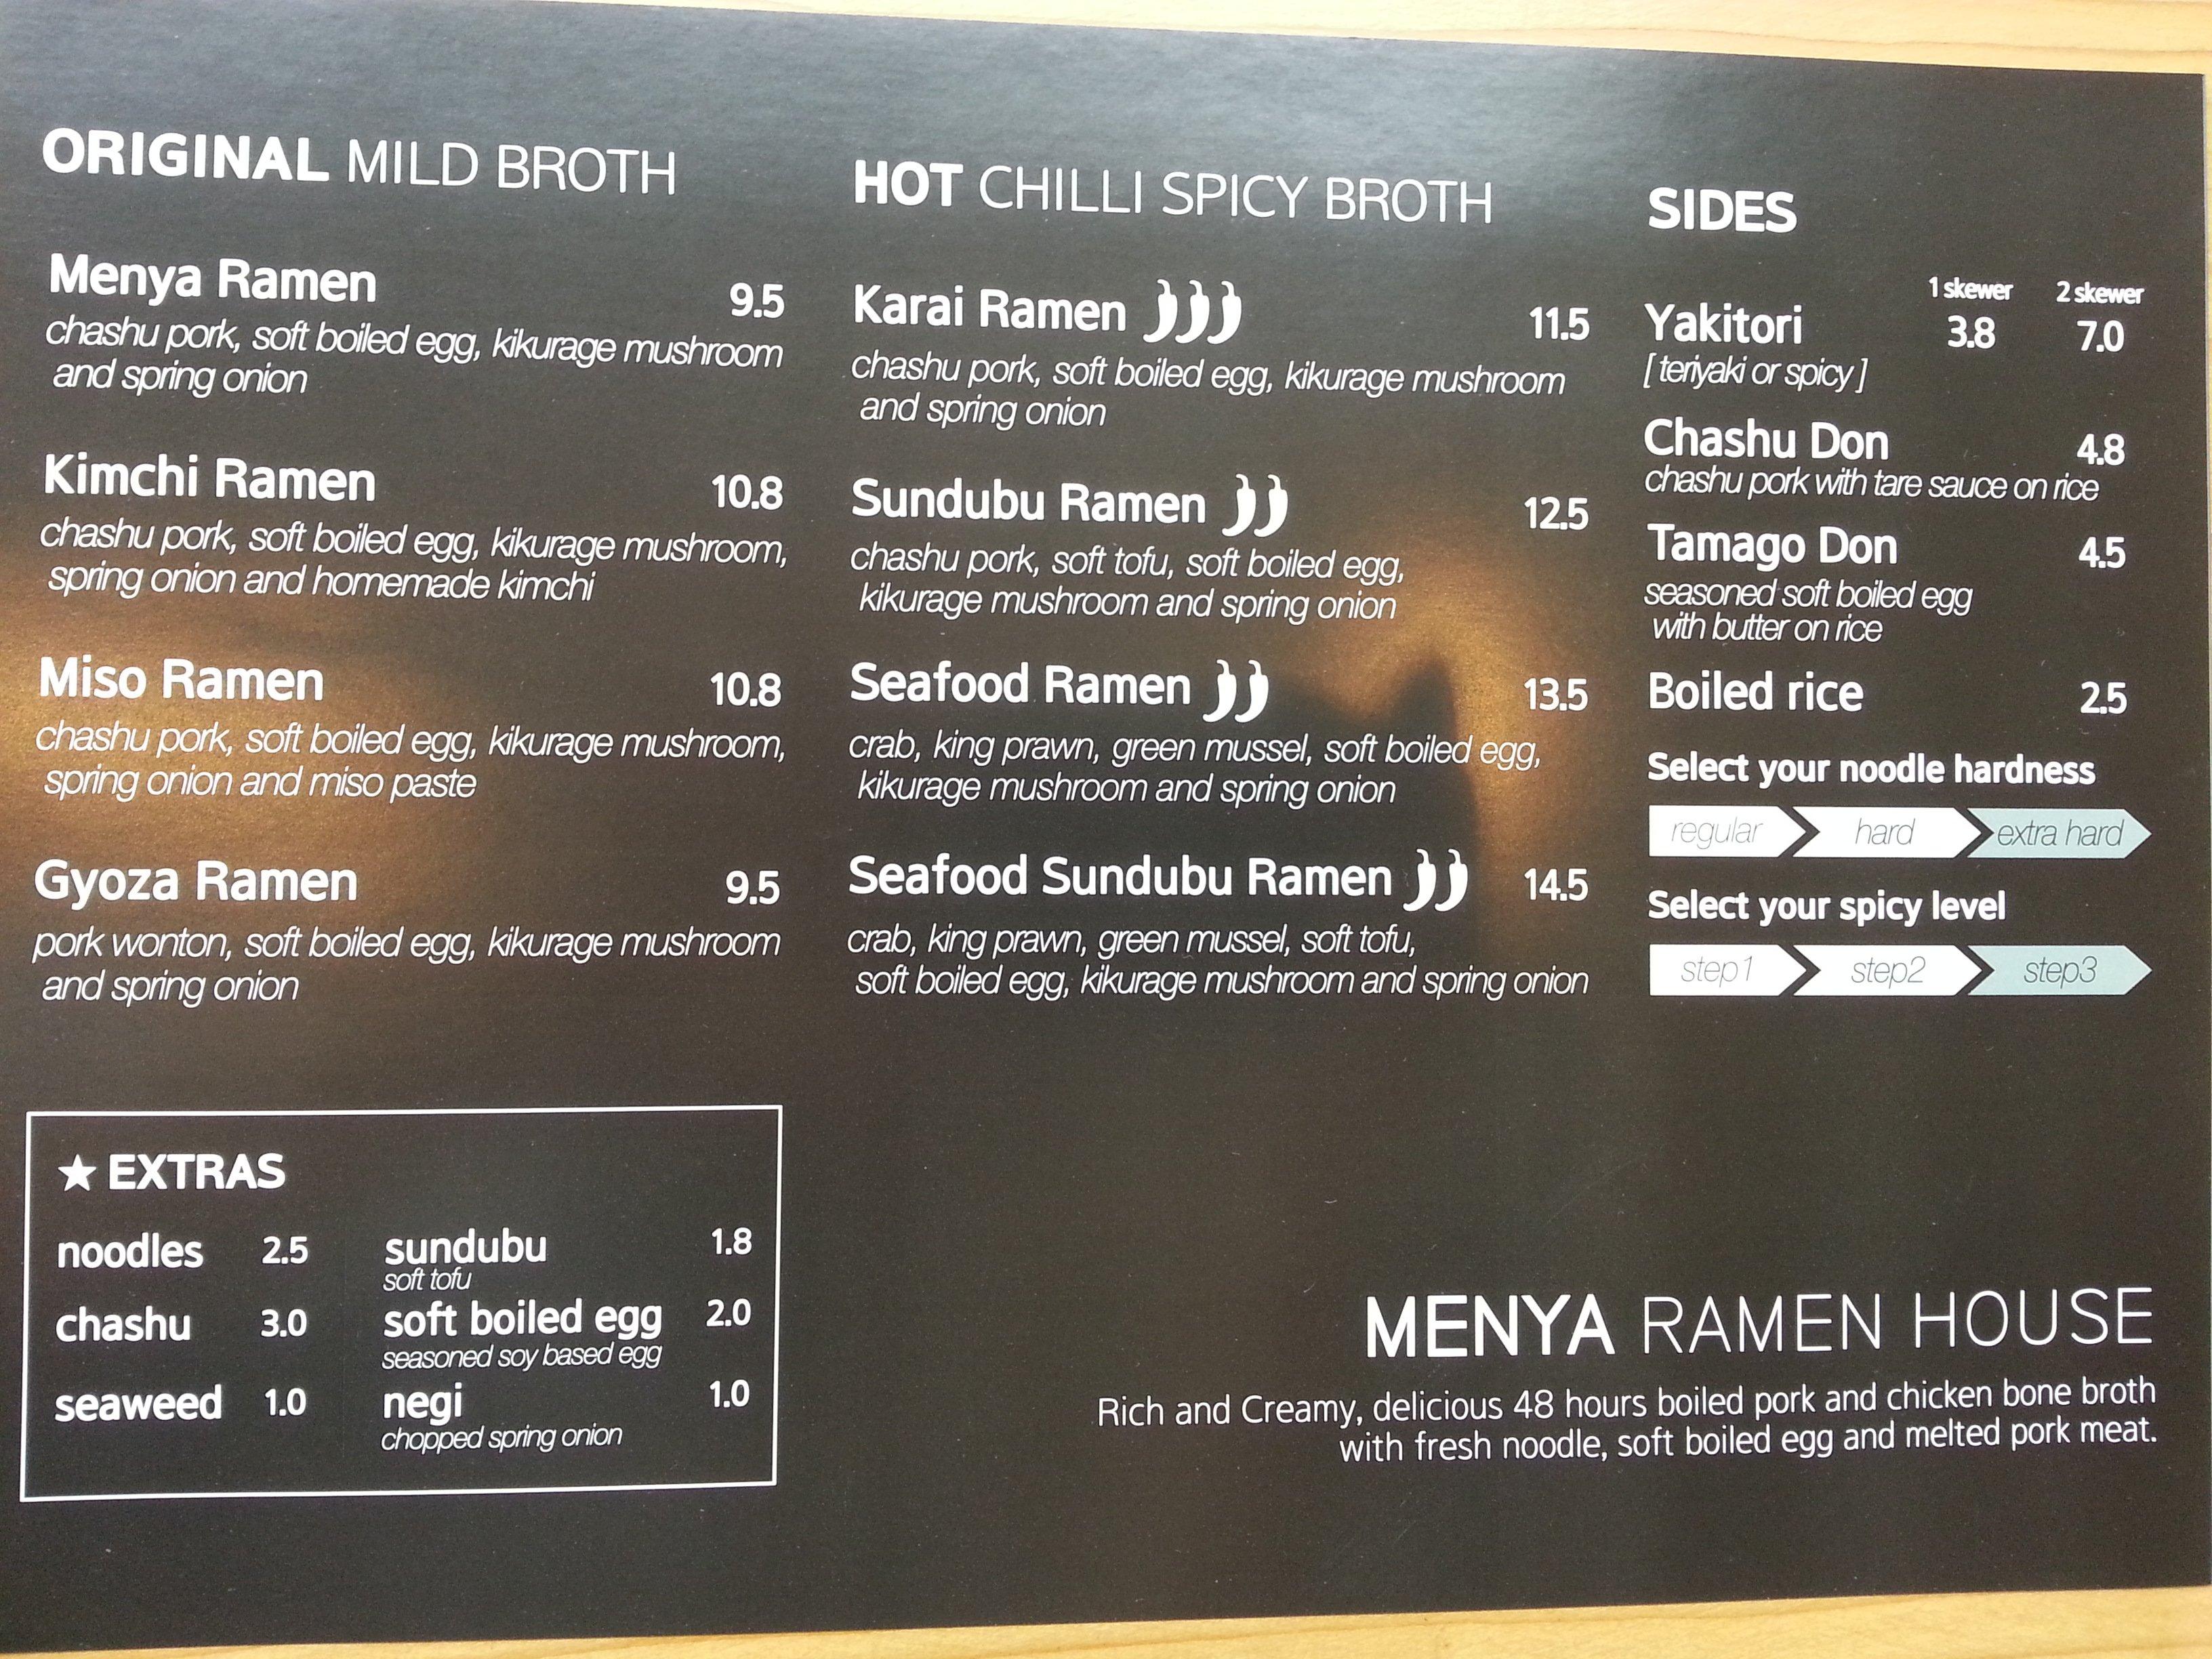 ORIGINAL MILD BROTH
Menya Ramen 9.5
chashu pork, soft boiled egg, kikurage mushroom
and spring onion
Kimchi Ramen 10.8
chashu pork, soft boiled egg, kikurage mushroom,
spring onion and homemade kimchi
Miso Ramen 10.8
chashu pork, soft boiled egg, kikurage mushroom,
spring onion and miso paste
Gyoza Ramen 9.5
pork wonton, soft boiled egg, kikurage mushroom
and spring onion
★ EXTRAS
noodles 2.5
chashu 3.0
seaweed 1.0
sundubu 1.8
soft tofu
soft boiled egg 2.0
seasoned soy based egg
negi 1.0
chopped spring onion
HOT CHILLI SPICY BROTH
Karai Ramen 11.5
chashu pork, soft boiled egg, kikurage mushroom
and spring onion
Sundubu Ramen 12.5
chashu pork, soft tofu, soft boiled egg,
kikurage mushroom and spring onion
Seafood Ramen 13.5
crab, king prawn, green mussel, soft boiled egg,
kikurage mushroom and spring onion
Seafood Sundubu Ramen 14.5
crab, king prawn, green mussel, soft tofu,
soft boiled egg, kikurage mushroom and spring onion
SIDES
1 skewer 2 skewer
Yakitori 3.8 7.0
[ teriyaki or spicy ]
Chashu Don 4.8
chashu pork with tare sauce on rice
Tamago Don 4.5
seasoned soft boiled egg
with butter on rice
Boiled rice 2.5
Select your noodle hardness
regular hard extra hard
Select your spicy level
step1 step2 step3
MENYA RAMEN HOUSE
Rich and Creamy, delicious 48 hours boiled pork and chicken bone broth
with fresh noodle, soft boiled egg and melted pork meat.